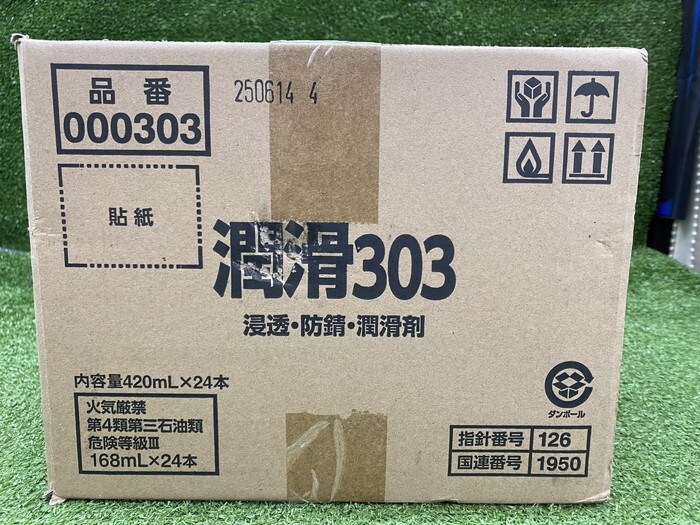 品番
000303
250614 4
貼紙
潤滑303
浸透・防錆・潤滑剤
内容量420mL×24本
火気厳禁
第4類第三石油類
危険等級Ⅲ
168mL×24本
ダンボール
指針番号 126
国連番号 1950